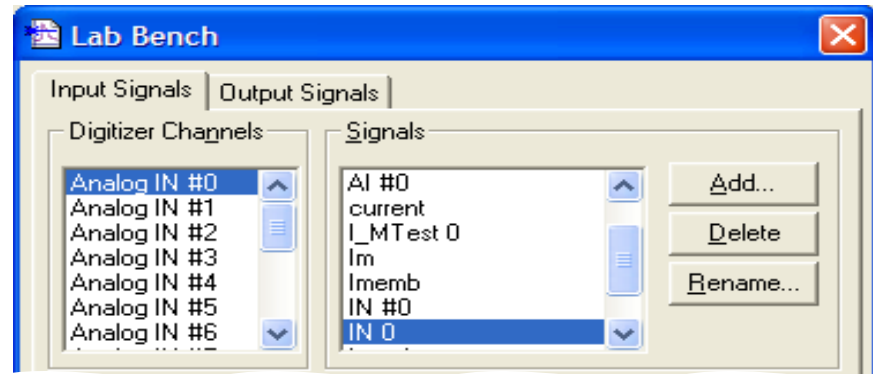 Lab Bench
Input Signals
Output Signals
Digitizer Channels
Signals
Analog IN #0
Analog IN #1
Analog IN #2
Analog IN #3
Analog IN #4
Analog IN #5
Analog IN #6
AI #0
current
I_MTest 0
Im
Imemb
IN #0
IN 0
Add...
Delete
Rename...